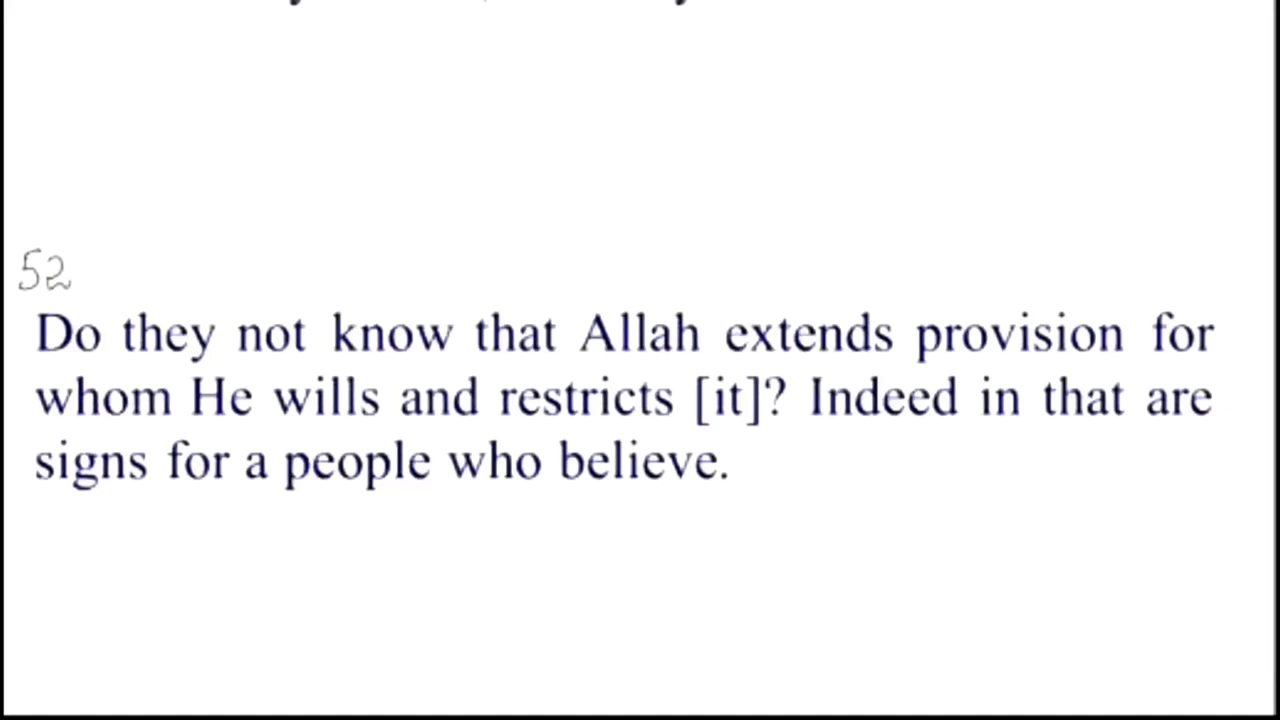 52
Do they not know that Allah extends provision for
whom He wills and restricts [it]? Indeed in that are
signs for a people who believe.